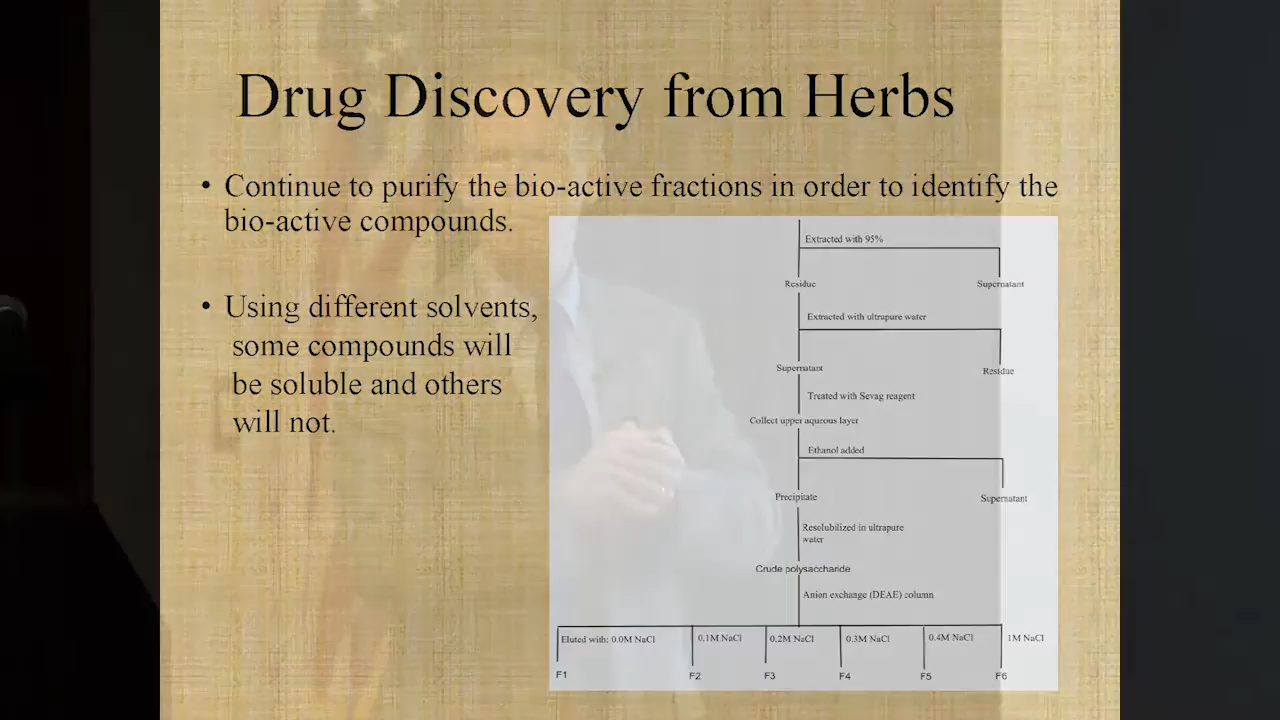 Drug Discovery from Herbs
• Continue to purify the bio-active fractions in order to identify the
bio-active compounds.
• Using different solvents,
some compounds will
be soluble and others
will not.
Extracted with 95%
Residue
Supernatant
Extracted with ultrapure water
Supernatant
Residue
Treated with Sevag reagent
Collect upper aqueous layer
Ethanol added
Precipitate
Supernatant
Resolubilized in ultrapure
water
Crude polysaccharide
Anion exchange (DEAE) column
Eluted with: 0.0M NaCl
0.1M NaCl
0.2M NaCl
0.3M NaCl
0.4M NaCl
1M NaCl
F1
F2
F3
F4
F5
F6